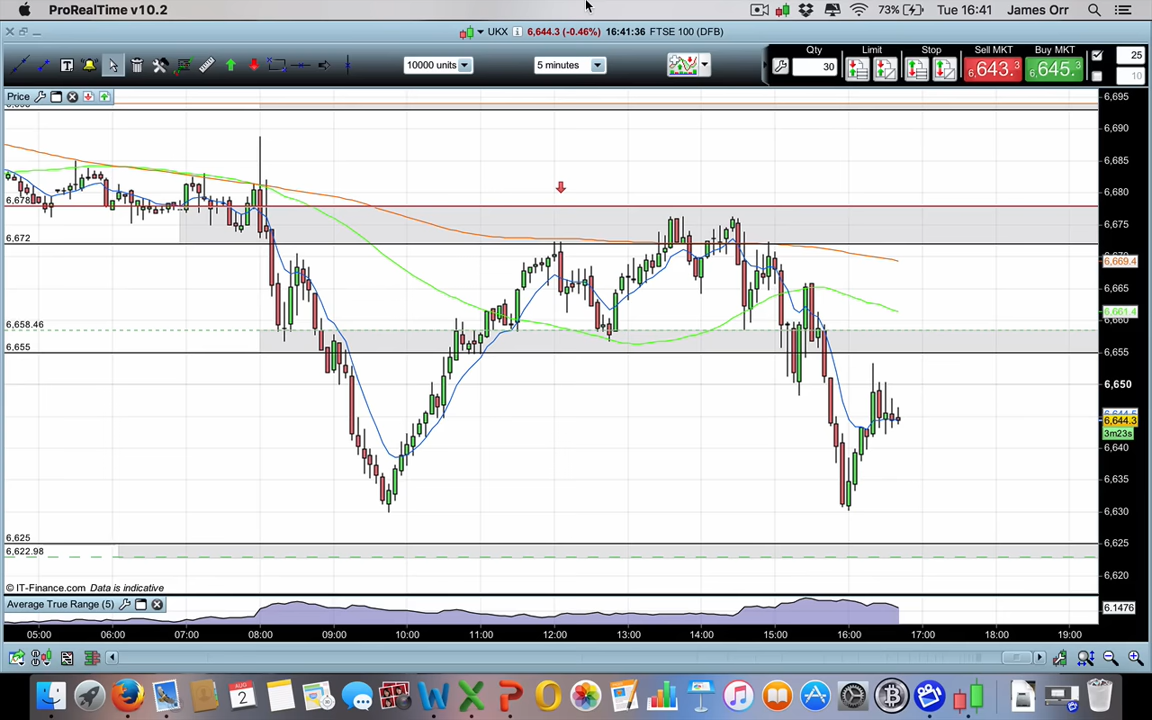 ProRealTime v10.2
73%
Tue 16:41
James Orr
UKX
6,644.3 (-0.46%)
16:41:36
FTSE 100 (DFB)
10000 units
5 minutes
Qty
Limit
Stop
Sell MKT
Buy MKT
30
6,643.3
6,645.3
25
10
Price
6,695
6,690
6,685
6,680
6,678
6,675
6,672
6,669.4
6,665
6,661.4
6,660
6,658.46
6,655
6,655
6,650
6,644.3
3m23s
6,640
6,635
6,630
6,625
6,625
6,622.98
6,620
© IT-Finance.com Data is indicative
Average True Range (5)
6.1476
05:00
06:00
07:00
08:00
09:00
10:00
11:00
12:00
13:00
14:00
15:00
16:00
17:00
18:00
19:00
AUG
2